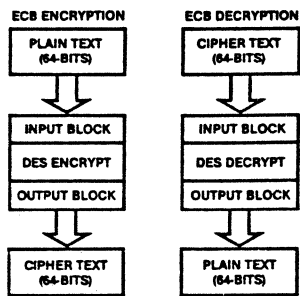 ECB ENCRYPTION
PLAIN TEXT
(64-BITS)
INPUT BLOCK
DES ENCRYPT
OUTPUT BLOCK
CIPHER TEXT
(64-BITS)
ECB DECRYPTION
CIPHER TEXT
(64-BITS)
INPUT BLOCK
DES DECRYPT
OUTPUT BLOCK
PLAIN TEXT
(64-BITS)